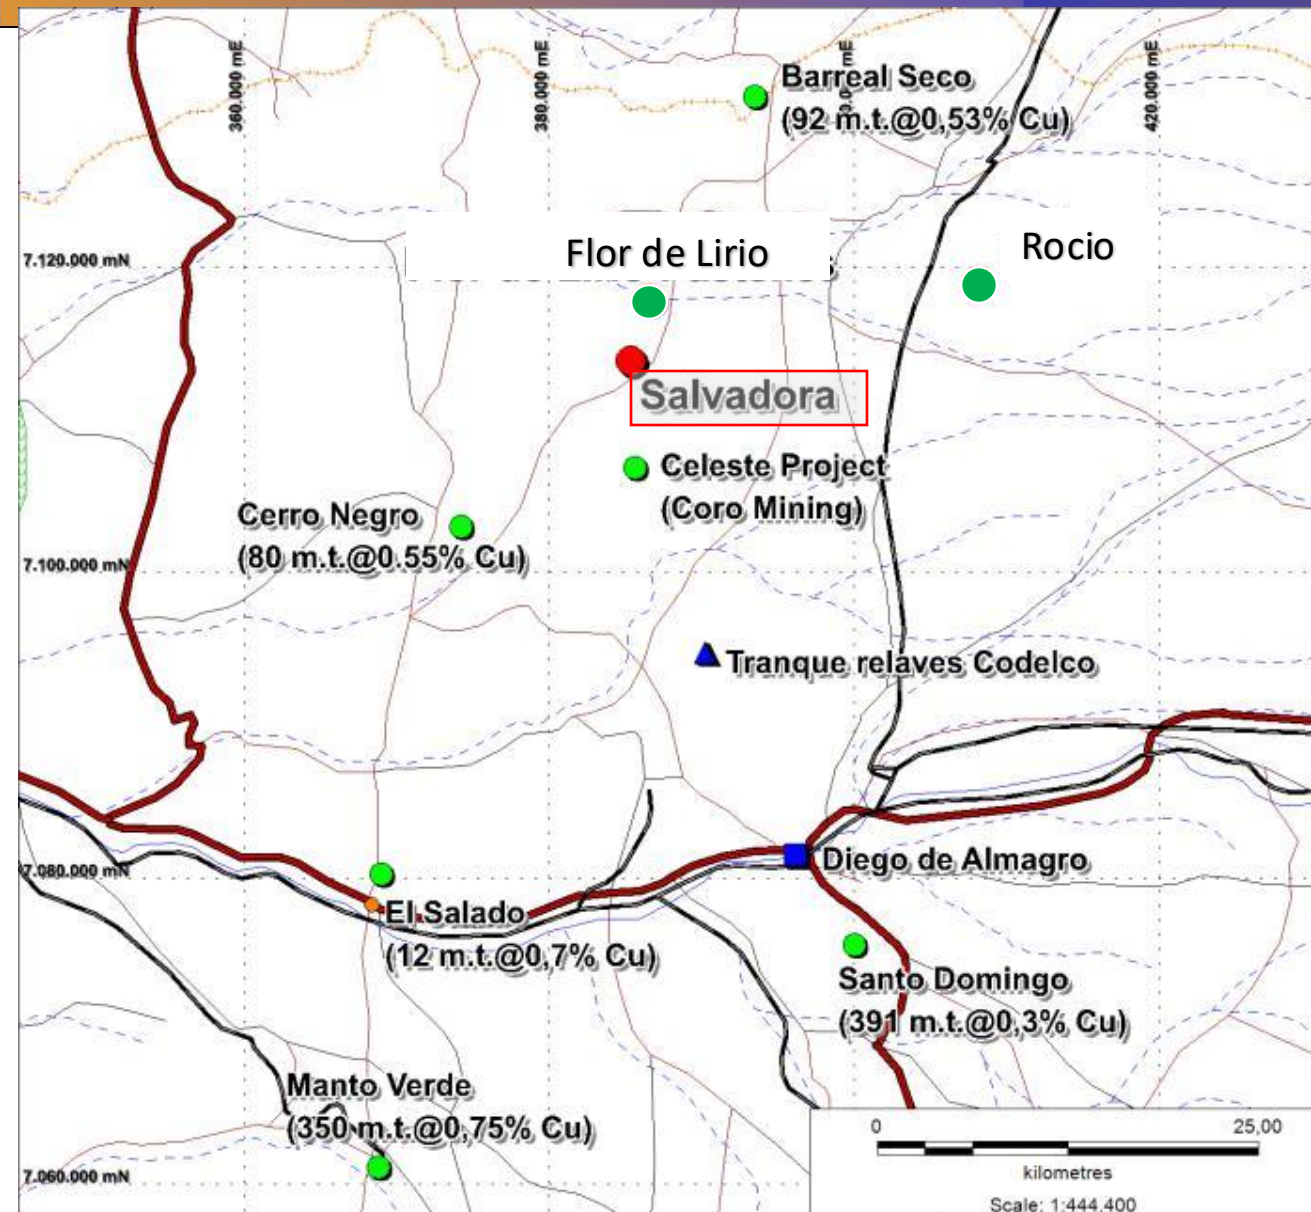 360.000 mE
380.000 mE
mE
420.000 mE
Barreal Seco
(92 m.t.@0,53% Cu)
Flor de Lirio
Rocio
7.120.000 mN
Salvadora
Celeste Project
(Coro Mining)
Cerro Negro
(80 m.t.@0.55% Cu)
7.100.000 mN
Tranque relaves Codelco
Diego de Almagro
7.080.000 mN
El Salado
(12 m.t.@0,7% Cu)
Santo Domingo
(391 m.t.@0,3% Cu)
Manto Verde
(350 m.t.@0,75% Cu)
7.060.000 mN
0 25,00
kilometres
Scale: 1:444.400